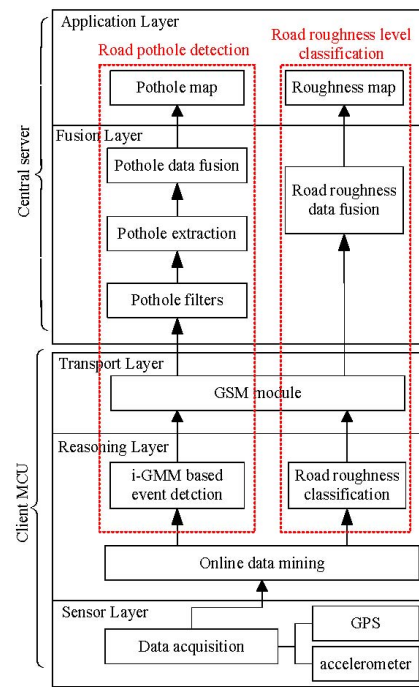 Application Layer
Road pothole detection
Road roughness level
classification
Pothole map
Roughness map
Fusion Layer
Pothole data fusion
Road roughness
data fusion
Pothole extraction
Pothole filters
Central server
Transport Layer
GSM module
Reasoning Layer
i-GMM based
event detction
Road roughness
classification
Online data mining
Client MCU
Sensor Layer
GPS
Data acquisition
accelerometer